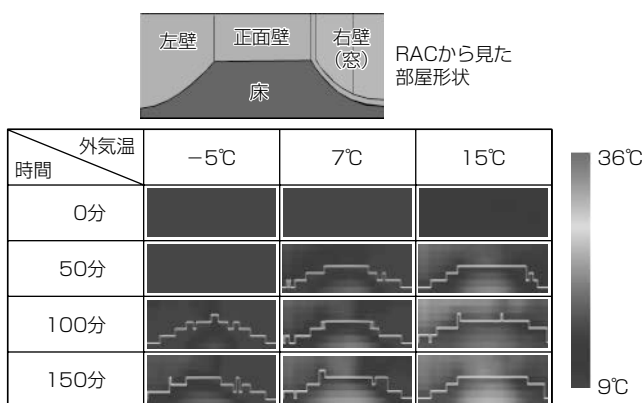 左壁 正面壁 右壁
(窓)
床
RACから見た
部屋形状
外気温
時間
−5℃ 7℃ 15℃
0分
50分
100分
150分
36℃
9℃